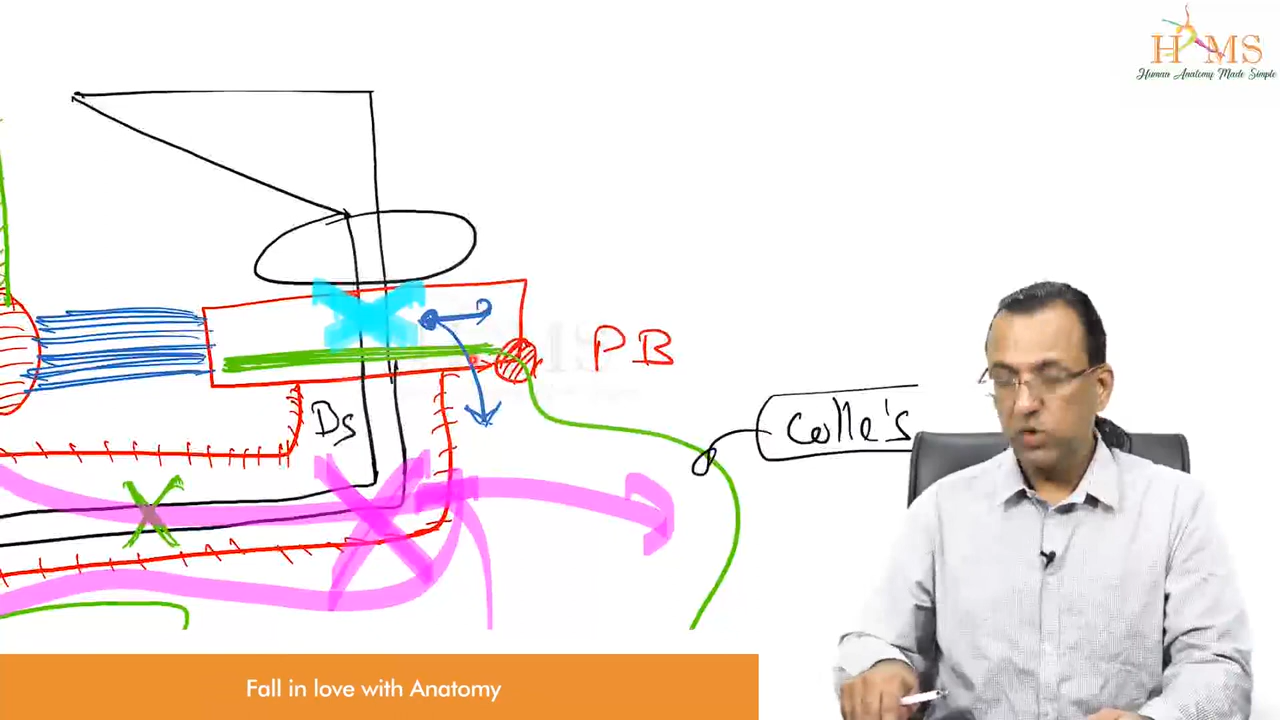 HAMS
Human Anatomy Made Simple
PB
Colle's
Ds
Fall in love with Anatomy